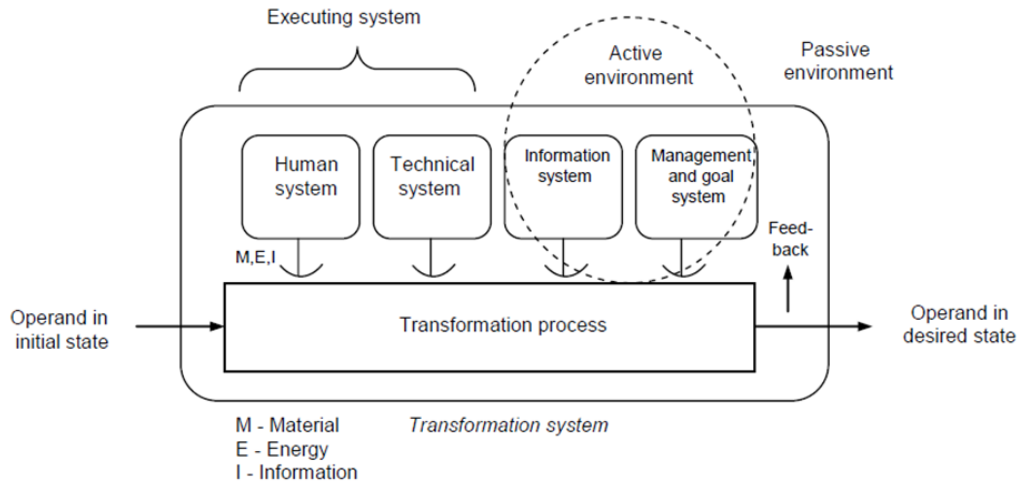 Executing system
Active
environment
Passive
environment
Human
system
Technical
system
Information
system
Management
and goal
system
M,E,I
Feed-
back
Operand in
initial state
Transformation process
Operand in
desired state
M - Material
E - Energy
I - Information
Transformation system